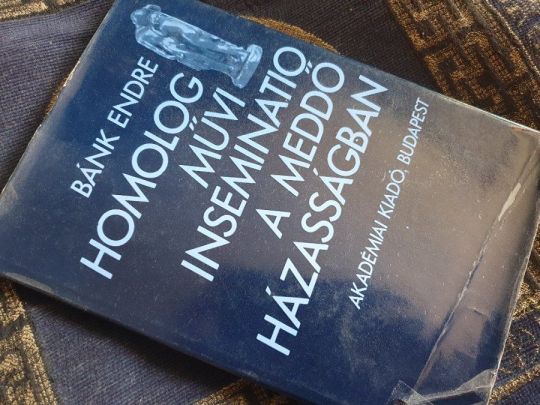 BÁNK ENDRE
HOMOLOG
MŰVI
INSEMINATIO
A MEDDŐ
HÁZASSÁGBAN
AKADÉMIAI KIADÓ, BUDAPEST